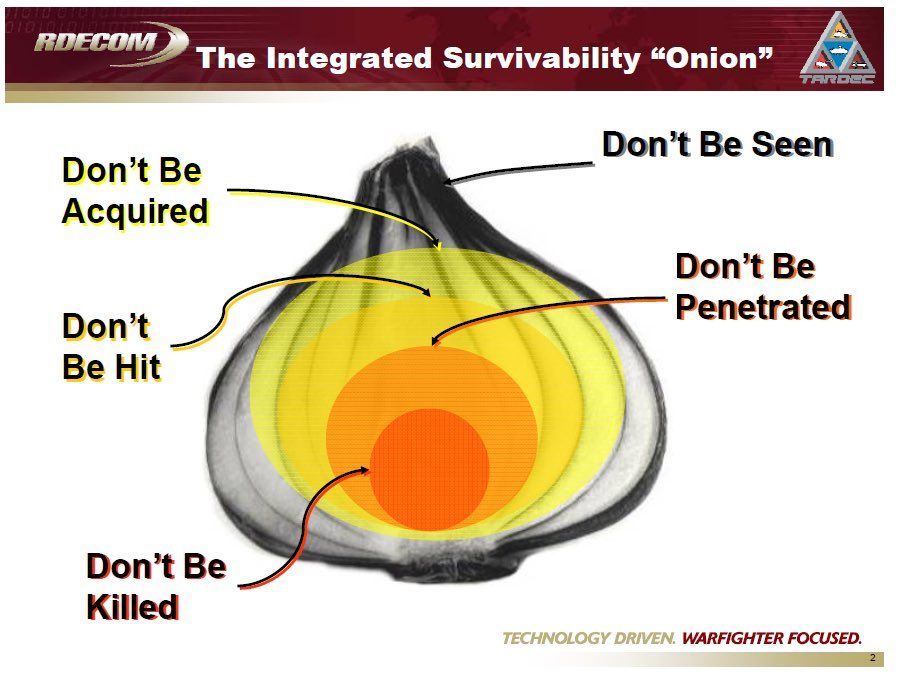 RDECOM
The Integrated Survivability “Onion”
TARDEC
Don’t Be Seen
Don’t Be
Acquired
Don’t Be
Penetrated
Don’t
Be Hit
Don’t Be
Killed
TECHNOLOGY DRIVEN. WARFIGHTER FOCUSED.
2